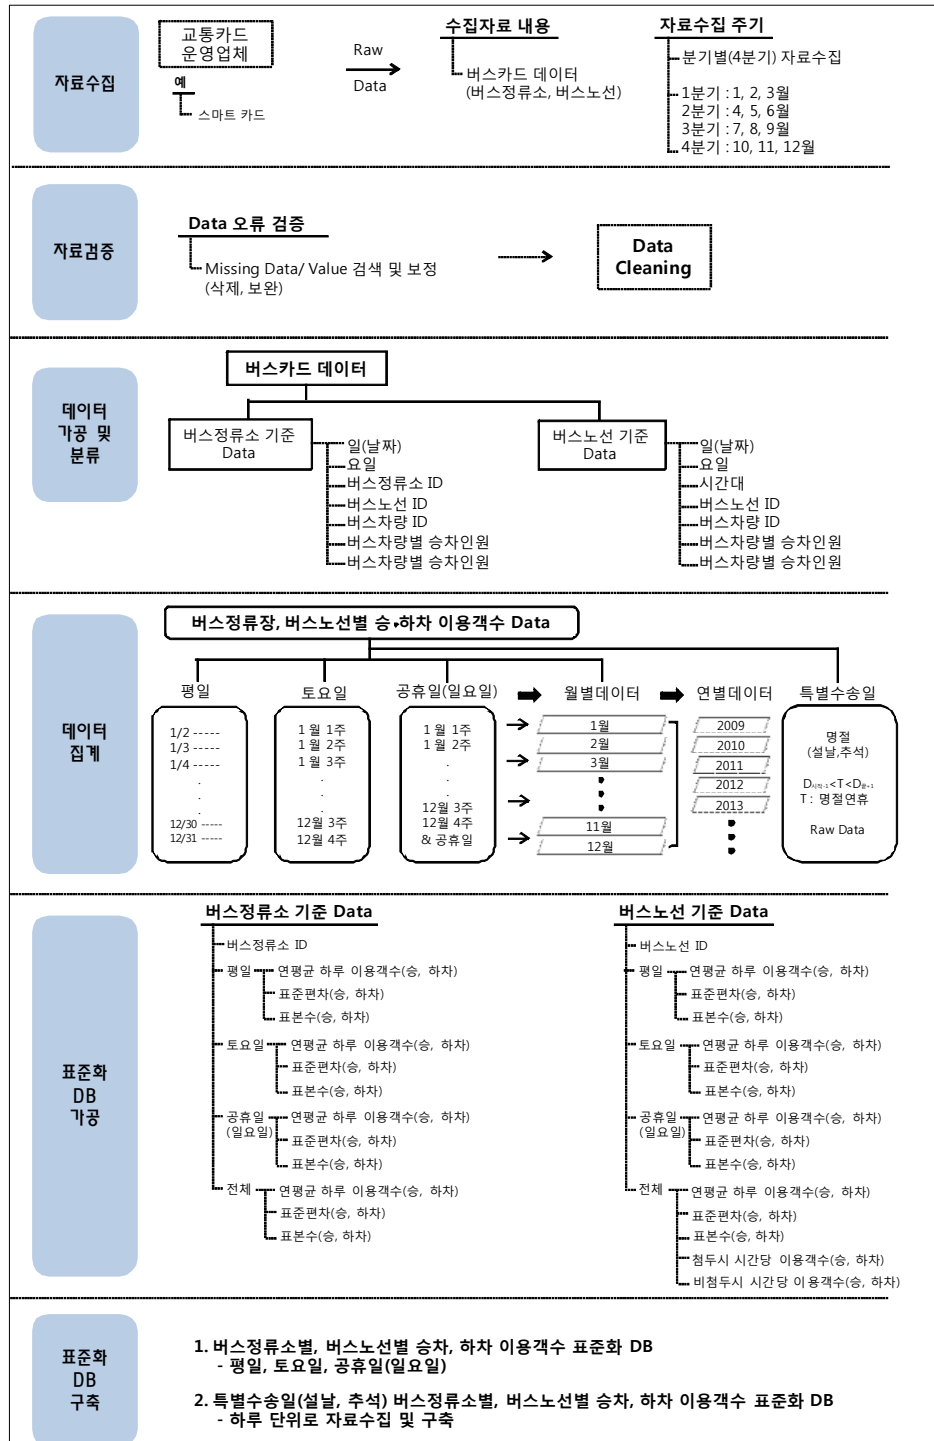 자료수집
교통카드
운영업체
예
스마트 카드
Raw
Data
수집자료 내용
버스카드 데이터
(버스정류소, 버스노선)
자료수집 주기
분기별(4분기) 자료수집
1분기 : 1, 2, 3월
2분기 : 4, 5, 6월
3분기 : 7, 8, 9월
4분기 : 10, 11, 12월
자료검증
Data 오류 검증
Missing Data/ Value 검색 및 보정
(삭제, 보완)
Data
Cleaning
데이터
가공 및
분류
버스카드 데이터
버스정류소 기준
Data
일(날짜)
요일
버스정류소 ID
버스노선 ID
버스차량 ID
버스차량별 승차인원
버스차량별 승차인원
버스노선 기준
Data
일(날짜)
요일
시간대
버스노선 ID
버스차량 ID
버스차량별 승차인원
버스차량별 승차인원
데이터
집계
버스정류장, 버스노선별 승•하차 이용객수 Data
평일
1/2 -----
1/3 -----
1/4 -----
.
.
.
12/30 -----
12/31 -----
토요일
1 월 1주
1 월 2주
1 월 3주
.
.
.
12월 3주
12월 4주
공휴일(일요일)
1 월 1주
1 월 2주
.
.
.
12월 3주
12월 4주
& 공휴일
월별데이터
1월
2월
3월
11월
12월
연별데이터
2009
2010
2011
2012
2013
특별수송일
명절
(설날,추석)
D시작-1<T<D끝+1
T : 명절연휴
Raw Data
표준화
DB
가공
버스정류소 기준 Data
버스정류소 ID
평일
연평균 하루 이용객수(승, 하차)
표준편차(승, 하차)
표본수(승, 하차)
토요일
연평균 하루 이용객수(승, 하차)
표준편차(승, 하차)
표본수(승, 하차)
공휴일
(일요일)
연평균 하루 이용객수(승, 하차)
표준편차(승, 하차)
표본수(승, 하차)
전체
연평균 하루 이용객수(승, 하차)
표준편차(승, 하차)
표본수(승, 하차)
버스노선 기준 Data
버스노선 ID
평일
연평균 하루 이용객수(승, 하차)
표준편차(승, 하차)
표본수(승, 하차)
토요일
연평균 하루 이용객수(승, 하차)
표준편차(승, 하차)
표본수(승, 하차)
공휴일
(일요일)
연평균 하루 이용객수(승, 하차)
표준편차(승, 하차)
표본수(승, 하차)
전체
연평균 하루 이용객수(승, 하차)
표준편차(승, 하차)
표본수(승, 하차)
첨두시 시간당 이용객수(승, 하차)
비첨두시 시간당 이용객수(승, 하차)
표준화
DB
구축
1. 버스정류소별, 버스노선별 승차, 하차 이용객수 표준화 DB
- 평일, 토요일, 공휴일(일요일)
2. 특별수송일(설날, 추석) 버스정류소별, 버스노선별 승차, 하차 이용객수 표준화 DB
- 하루 단위로 자료수집 및 구축